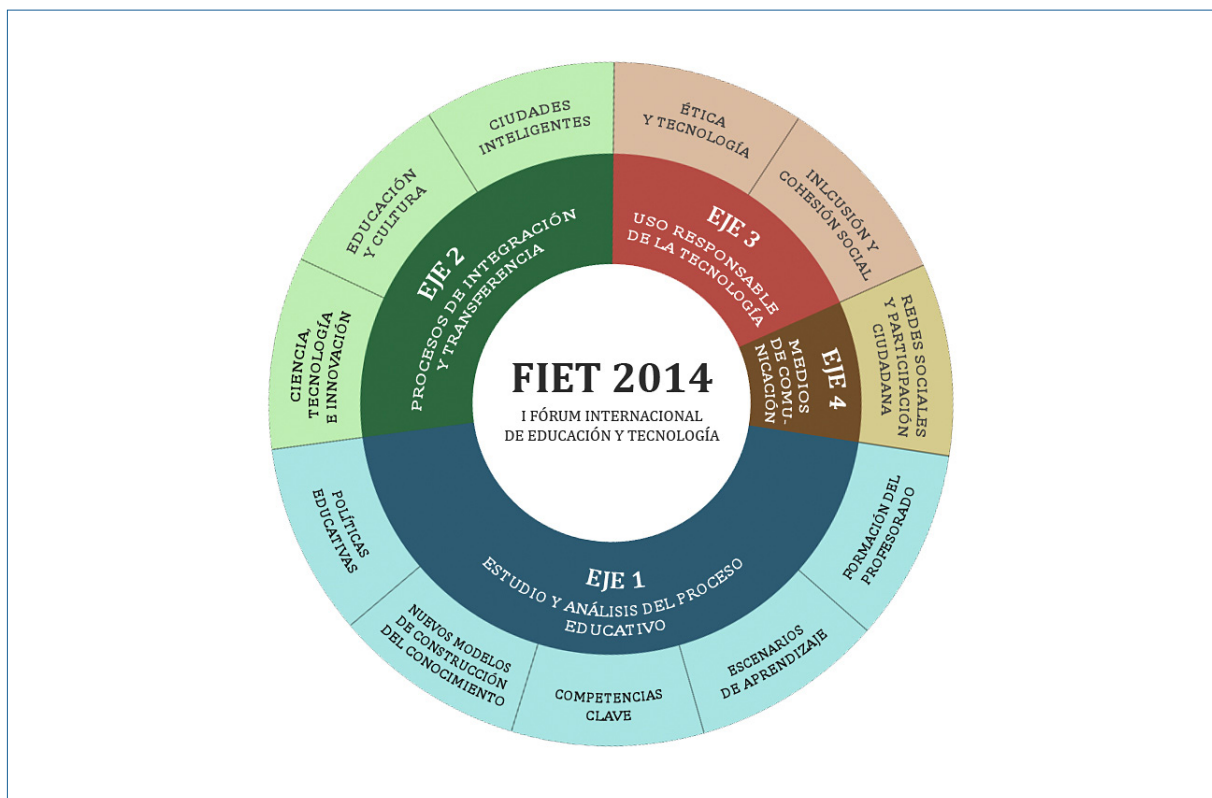 FIET 2014
I FÓRUM INTERNACIONAL
DE EDUCACIÓN Y TECNOLOGÍA
EJE 1
ESTUDIO Y ANÁLISIS DEL PROCESO
EDUCATIVO
POLÍTICAS
EDUCATIVAS
NUEVOS MODELOS
DE CONSTRUCCIÓN
DEL CONOCIMIENTO
COMPETENCIAS
CLAVE
ESCENARIOS
DE APRENDIZAJE
FORMACIÓN DEL
PROFESORADO
EJE 2
PROCESOS DE INTEGRACIÓN
Y TRANSFERENCIA
CIENCIA,
TECNOLOGÍA
E INNOVACIÓN
EDUCACIÓN
Y CULTURA
CIUDADES
INTELIGENTES
EJE 3
USO RESPONSABLE
DE LA TECNOLOGÍA
ÉTICA
Y TECNOLOGÍA
INLCUSIÓN Y
COHESIÓN SOCIAL
EJE 4
MEDIOS
DE COMU-
NICACIÓN
REDES SOCIALES
Y PARTICIPACIÓN
CIUDADANA